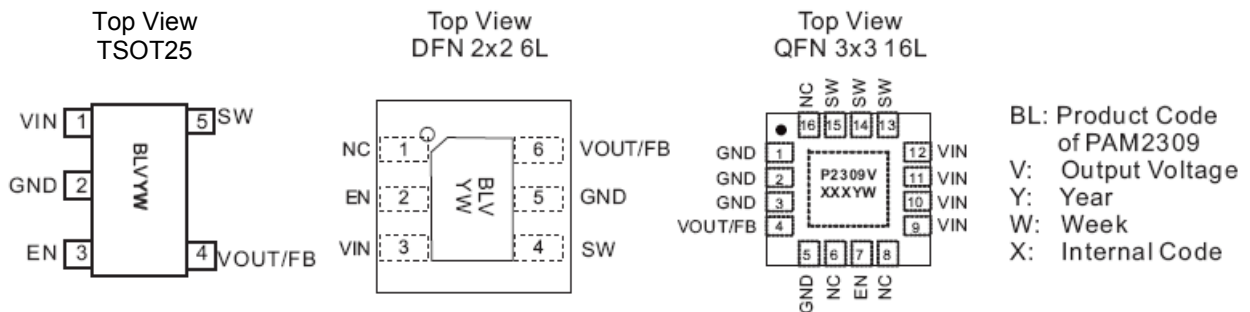 Top View
TSOT25
VIN 1
GND 2
EN 3
5 SW
4 VOUT/FB
BLVYW
Top View
DFN 2x2 6L
NC 1
EN 2
VIN 3
6 VOUT/FB
5 GND
4 SW
BLV
YW
Top View
QFN 3x3 16L
NC SW SW SW
16 15 14 13
GND 1
GND 2
GND 3
VOUT/FB 4
12 VIN
11 VIN
10 VIN
9 VIN
P2309V
XXXYW
5 6 7 8
GND NC EN NC
BL: Product Code
of PAM2309
V: Output Voltage
Y: Year
W: Week
X: Internal Code